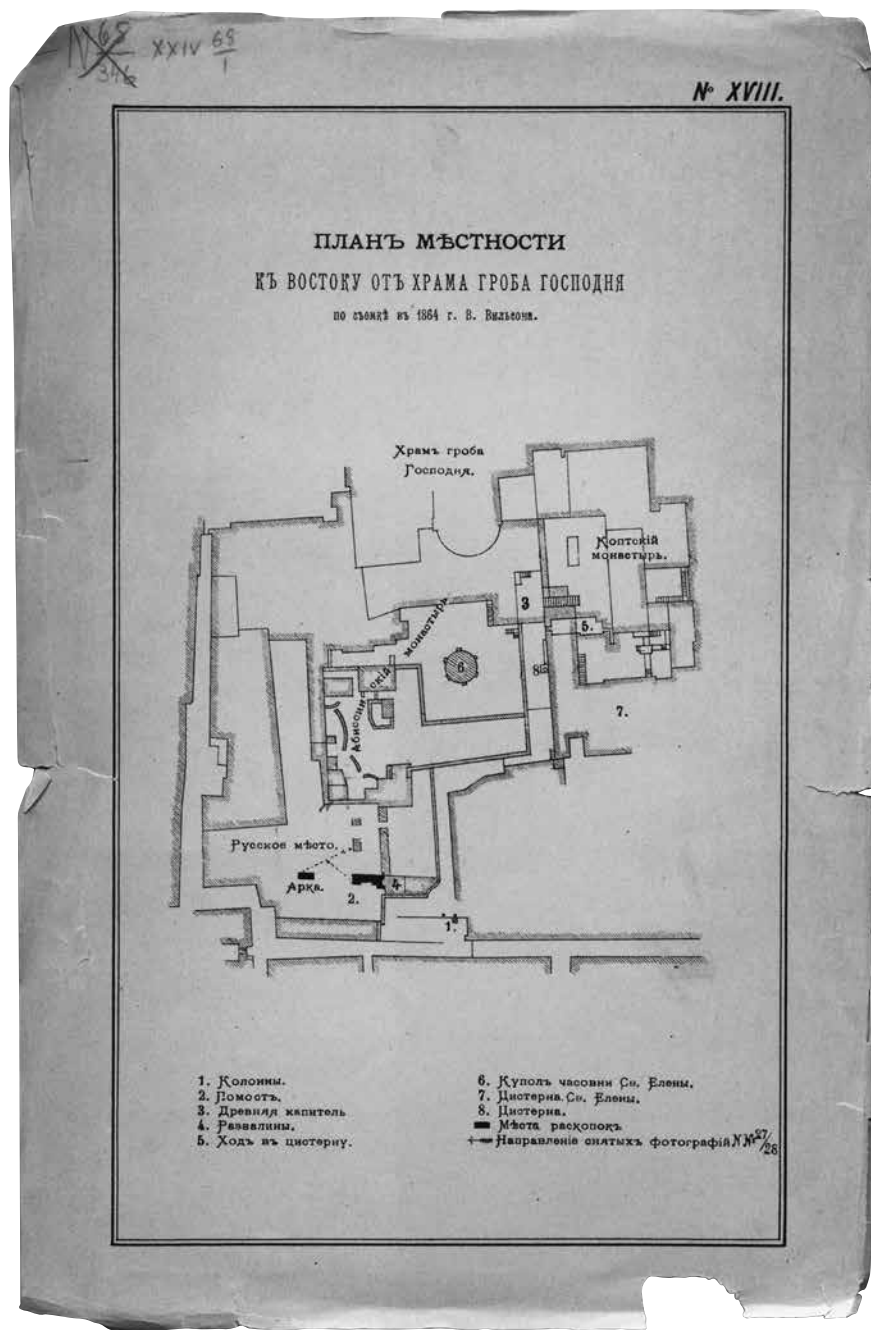 XXIV 68
1
№ XVIII.
ПЛАНЪ МѢСТНОСТИ
КЪ ВОСТОКУ ОТЪ ХРАМА ГРОБА ГОСПОДНЯ
по съемкѣ въ 1864 г. В. Вильсона.
Храмъ гроба
Господня.
Коптскій
монастырь.
3
5.
Абиссинскій монастырь
6
8
7.
Русское мѣсто.
Арка.
2.
4
1.
1. Колонны.
2. Помостъ.
3. Древняя капитель
4. Развалины.
5. Ходъ въ цистерну.
6. Куполъ часовни Св. Елены.
7. Цистерна Св. Елены.
8. Цистерна.
Мѣста раскопокъ
Направленіе снятыхъ фотографій N№ 27/28